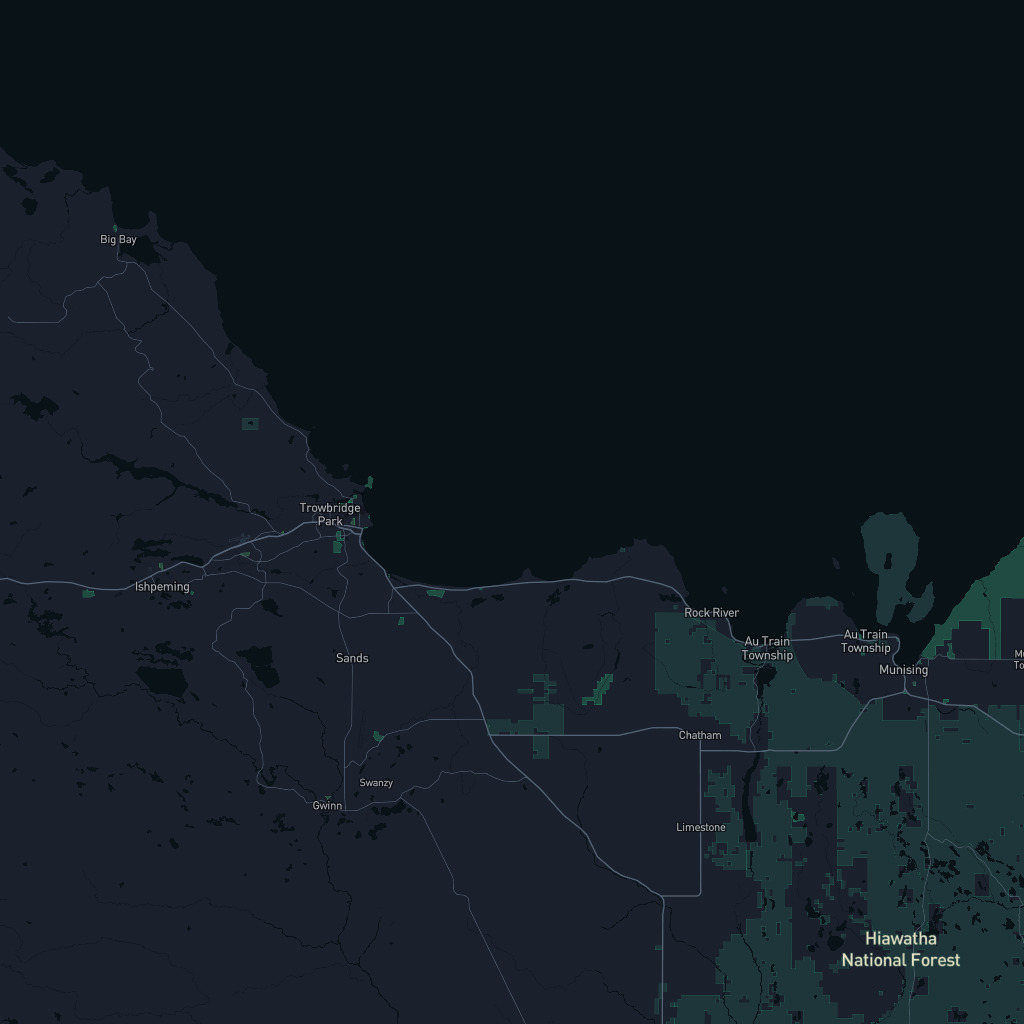 Big Bay
Trowbridge
Park
Ishpeming
Rock River
Au Train
Township
Au Train
Township
Munising
Sands
Chatham
Swanzy
Gwinn
Limestone
Hiawatha
National Forest